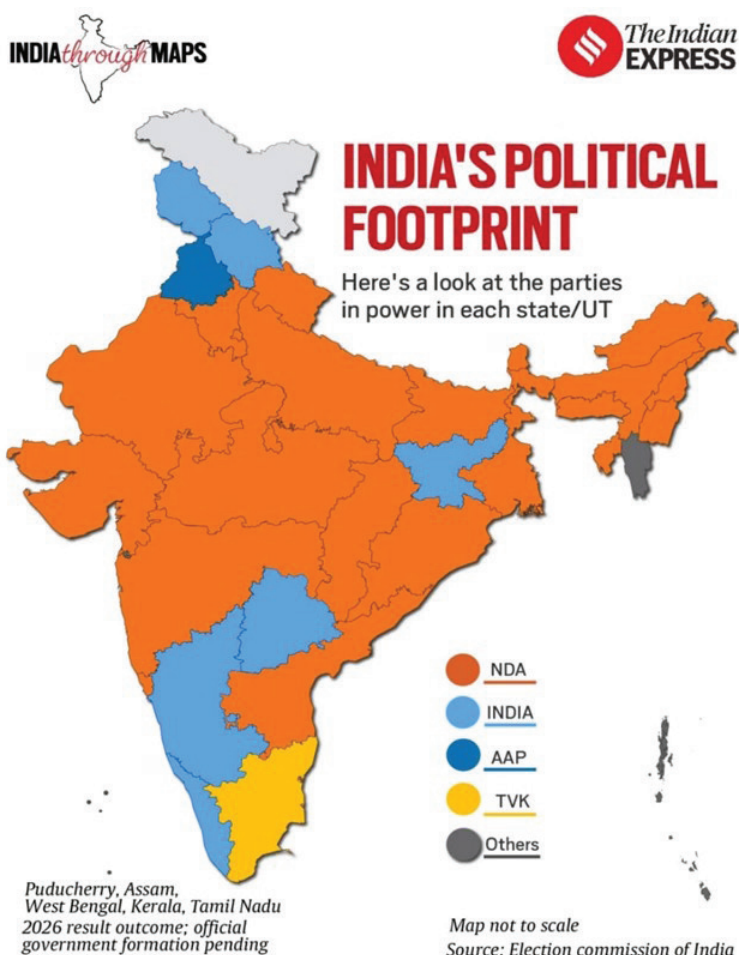 INDIA through MAPS
The Indian
EXPRESS
INDIA'S POLITICAL
FOOTPRINT
Here's a look at the parties
in power in each state/UT
NDA
INDIA
AAP
TVK
Others
Puducherry, Assam,
West Bengal, Kerala, Tamil Nadu
2026 result outcome; official
government formation pending
Map not to scale
Source: Election commission of India